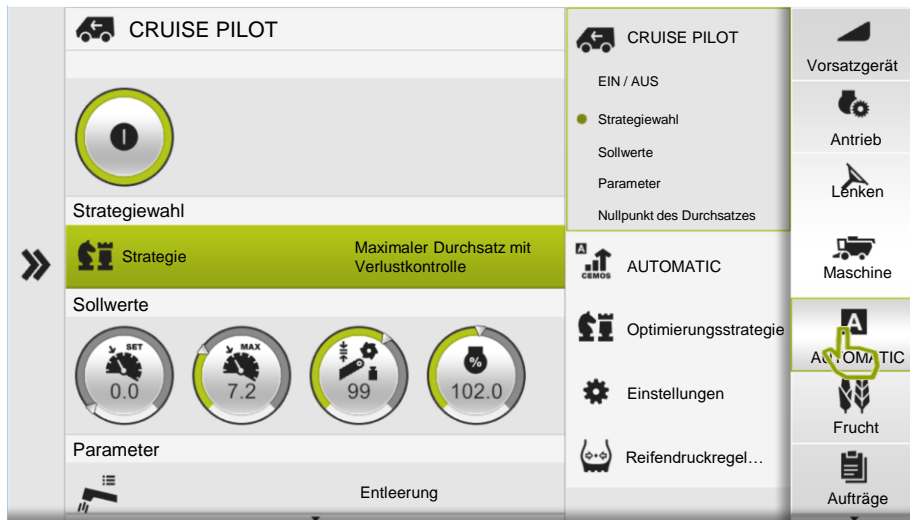 CRUISE PILOT
Strategiewahl
Strategie
Maximaler Durchsatz mit
Verlustkontrolle
Sollwerte
SET
0.0
MAX
7.2
99
%
102.0
Parameter
Entleerung
CRUISE PILOT
EIN / AUS
Strategiewahl
Sollwerte
Parameter
Nullpunkt des Durchsatzes
A
CEMOS
AUTOMATIC
Optimierungsstrategie
Einstellungen
Reifendruckregel…
Vorsatzgerät
Antrieb
Lenken
Maschine
A
AUTOMATIC
Frucht
Aufträge